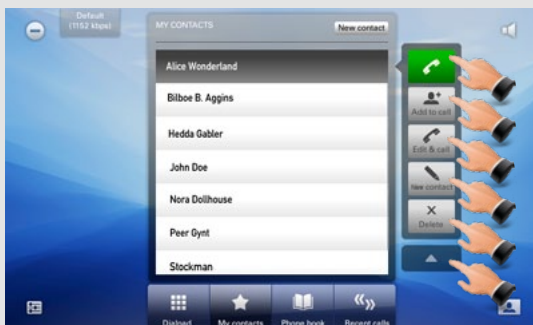 Default
(1152 kbps)
MY CONTACTS
New contact
Alice Wonderland
Bilboe B. Aggins
Hedda Gabler
John Doe
Nora Dollhouse
Peer Gynt
Stockman
Add to call
Edit & call
New contact
Delete
Dialpad
My contacts
Phone book
Recent calls